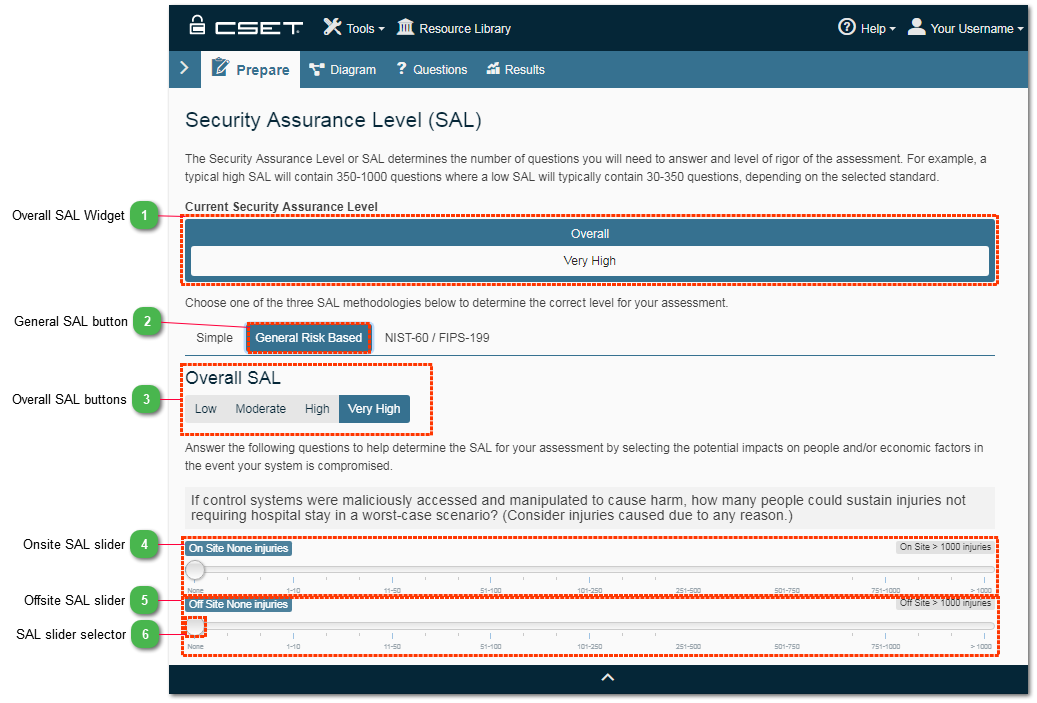 CSET Tools Resource Library Help Your Username
Prepare Diagram ? Questions Results
Security Assurance Level (SAL)
The Security Assurance Level or SAL determines the number of questions you will need to answer and level of rigor of the assessment. For example, a
typical high SAL will contain 350-1000 questions where a low SAL will typically contain 30-350 questions, depending on the selected standard.
Current Security Assurance Level
Overall SAL Widget 1
Overall
Very High
Choose one of the three SAL methodologies below to determine the correct level for your assessment.
General SAL button 2
Simple General Risk Based NIST-60 / FIPS-199
Overall SAL
Overall SAL buttons 3
Low Moderate High Very High
Answer the following questions to help determine the SAL for your assessment by selecting the potential impacts on people and/or economic factors in
the event your system is compromised.
If control systems were maliciously accessed and manipulated to cause harm, how many people could sustain injuries not
requiring hospital stay in a worst-case scenario? (Consider injuries caused due to any reason.)
Onsite SAL slider 4
On Site None injuries On Site > 1000 injuries
None 1-10 11-50 51-100 101-250 251-500 501-750 751-1000 > 1000
Offsite SAL slider 5
Off Site None injuries Off Site > 1000 injuries
SAL slider selector 6
None 1-10 11-50 51-100 101-250 251-500 501-750 751-1000 > 1000